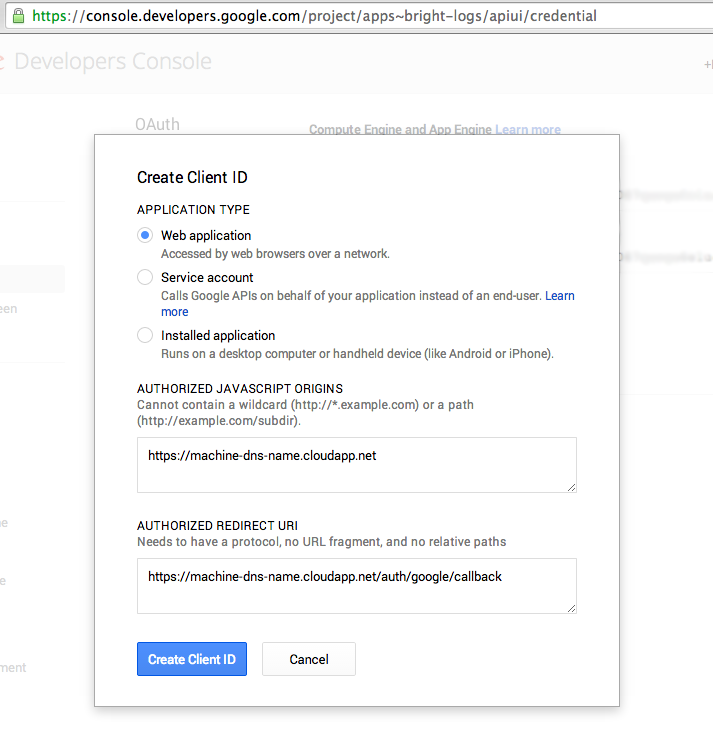 https://console.developers.google.com/project/apps~bright-logs/apiui/credential
Developers Console
OAuth
Compute Engine and App Engine Learn more
Create Client ID
APPLICATION TYPE
Web application
Accessed by web browsers over a network.
Service account
Calls Google APIs on behalf of your application instead of an end-user. Learn
more
Installed application
Runs on a desktop computer or handheld device (like Android or iPhone).
AUTHORIZED JAVASCRIPT ORIGINS
Cannot contain a wildcard (http://*.example.com) or a path
(http://example.com/subdir).
https://machine-dns-name.cloudapp.net
AUTHORIZED REDIRECT URI
Needs to have a protocol, no URL fragment, and no relative paths
https://machine-dns-name.cloudapp.net/auth/google/callback
Create Client ID
Cancel